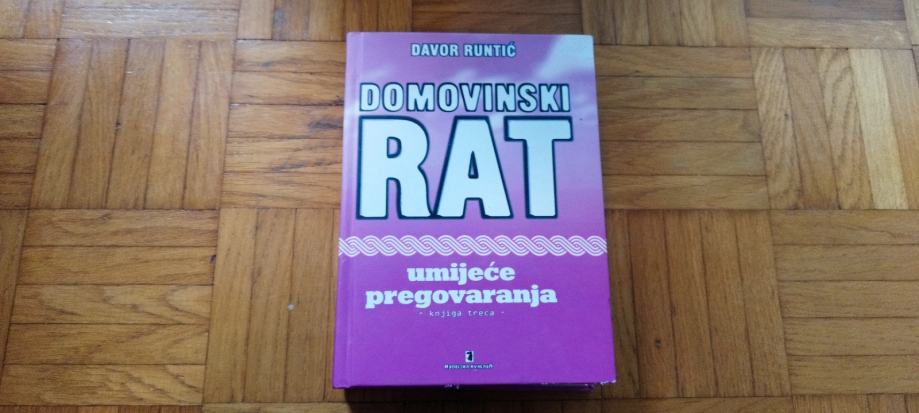 DAVOR RUNTIĆ
DOMOVINSKI
RAT
umijeće
pregovaranja
- knjiga treća -